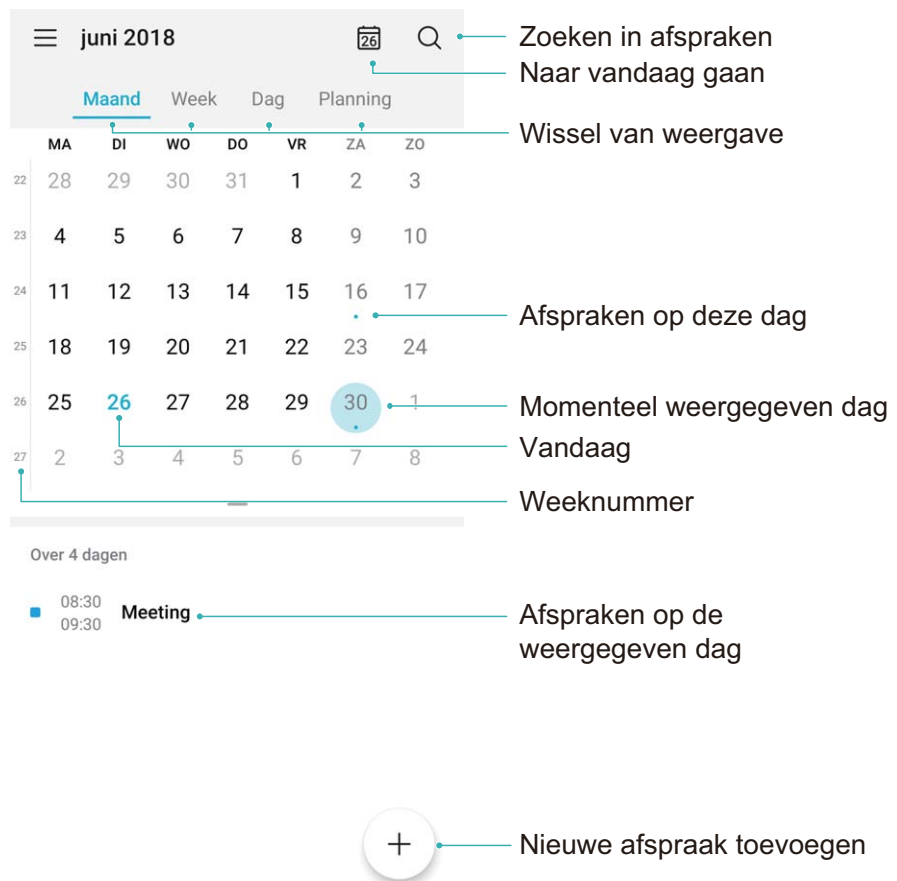 juni 2018 26 Zoeken in afspraken
Naar vandaag gaan
Maand Week Dag Planning
Wissel van weergave
MA DI WO DO VR ZA ZO
22 28 29 30 31 1 2 3
23 4 5 6 7 8 9 10
24 11 12 13 14 15 16 17
Afspraken op deze dag
25 18 19 20 21 22 23 24
26 25 26 27 28 29 30 1
Momenteel weergegeven dag
Vandaag
27 2 3 4 5 6 7 8
Weeknummer
Over 4 dagen
08:30
09:30
Meeting
Afspraken op de
weergegeven dag
Nieuwe afspraak toevoegen